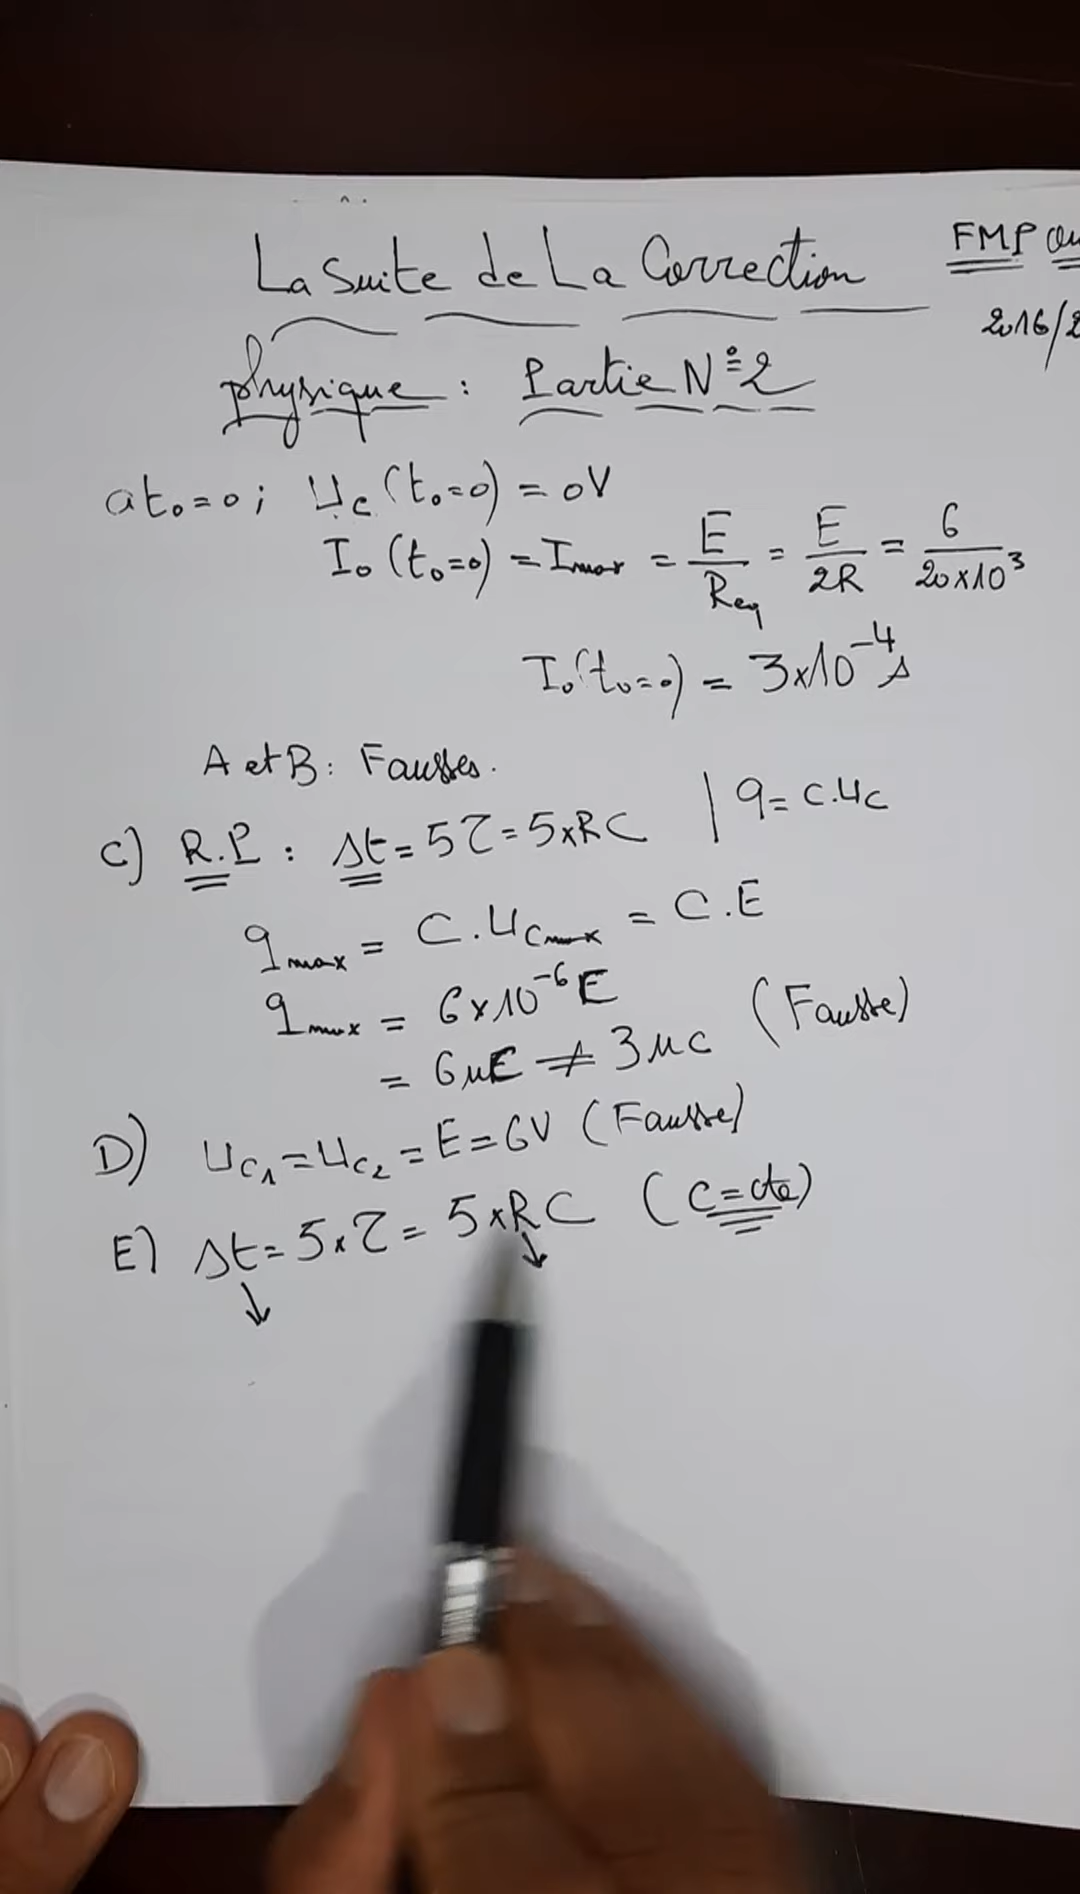 La Suite de La Correction
FMP
2016/2
Physique : Partie N°2
at₀=0 ; Uc (t₀=0) = 0V
I₀ (t₀=0) = Imax = E/Req = E/2R = 6/20×10³
I₀(t₀=0) = 3×10⁻⁴ A
A et B : Fausses.
C) R.P : Δt = 5τ = 5×RC | q = C.Uc
qmax = C.Ucmax = C.E
qmax = 6×10⁻⁶ E
= 6μC ≠ 3μC (Fausse)
D) Uc₁ = Uc₂ = E = 6V (Fausse)
E) Δt = 5×τ = 5×RC (C=cte)
↓ ↓